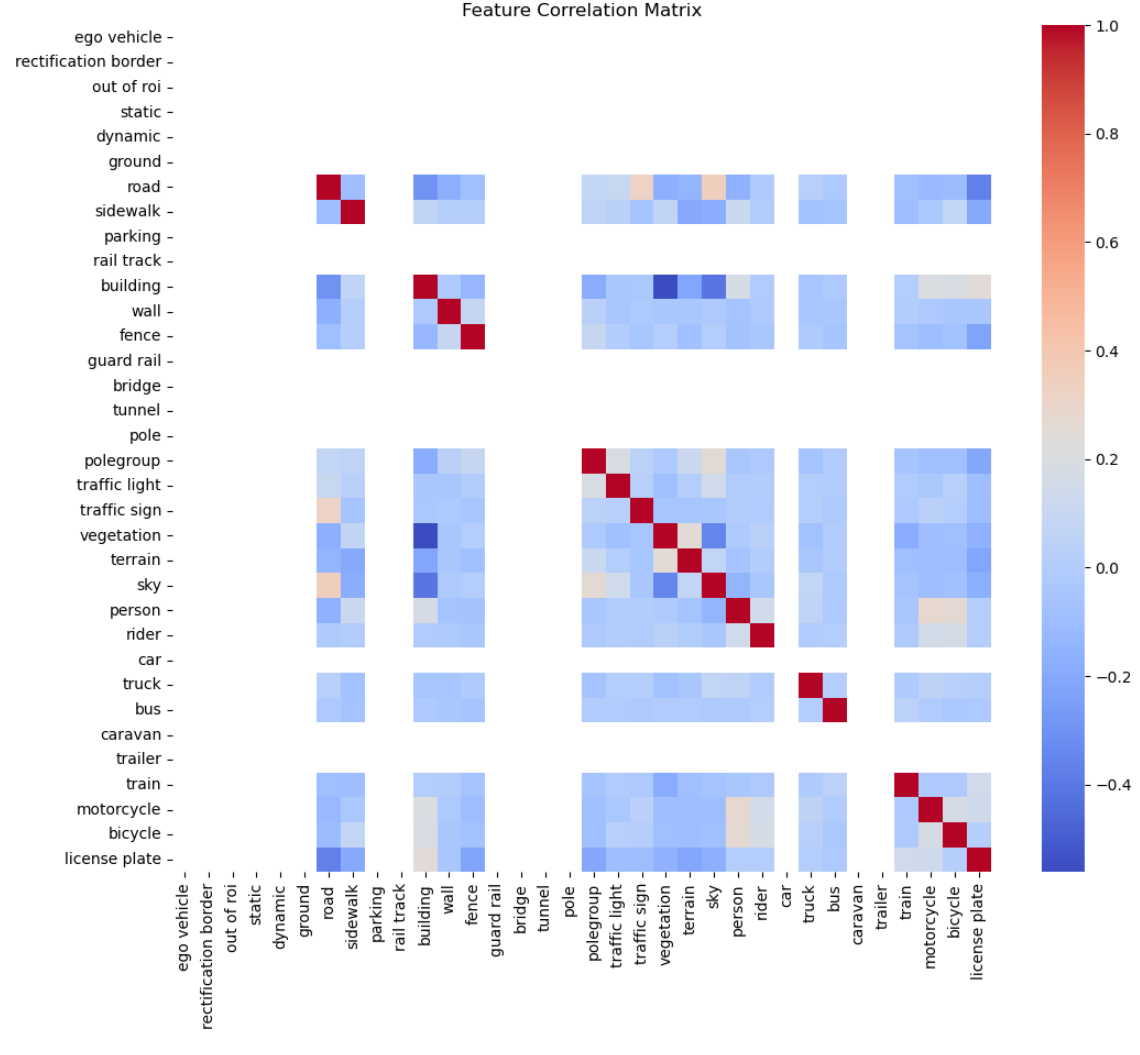 Feature Correlation Matrix
ego vehicle
rectification border
out of roi
static
dynamic
ground
road
sidewalk
parking
rail track
building
wall
fence
guard rail
bridge
tunnel
pole
polegroup
traffic light
traffic sign
vegetation
terrain
sky
person
rider
car
truck
bus
caravan
trailer
train
motorcycle
bicycle
license plate
ego vehicle
rectification border
out of roi
static
dynamic
ground
road
sidewalk
parking
rail track
building
wall
fence
guard rail
bridge
tunnel
pole
polegroup
traffic light
traffic sign
vegetation
terrain
sky
person
rider
car
truck
bus
caravan
trailer
train
motorcycle
bicycle
license plate
1.0
0.8
0.6
0.4
0.2
0.0
−0.2
−0.4